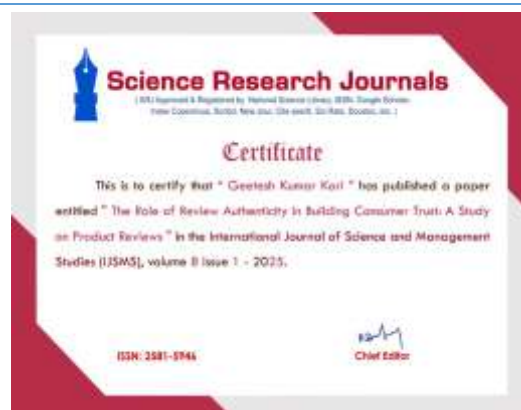 Science Research Journals
Certificate
This is to certify that " Geetesh Kumar Kori " has published a paper
entitled " The Role of Review Authenticity in Building Consumer Trust: A Study
on Product Reviews " in the International Journal of Science and Management
Studies (IJSMS), volume 8 issue 1 - 2025.
ISSN: 2581-5946
Chief Editor